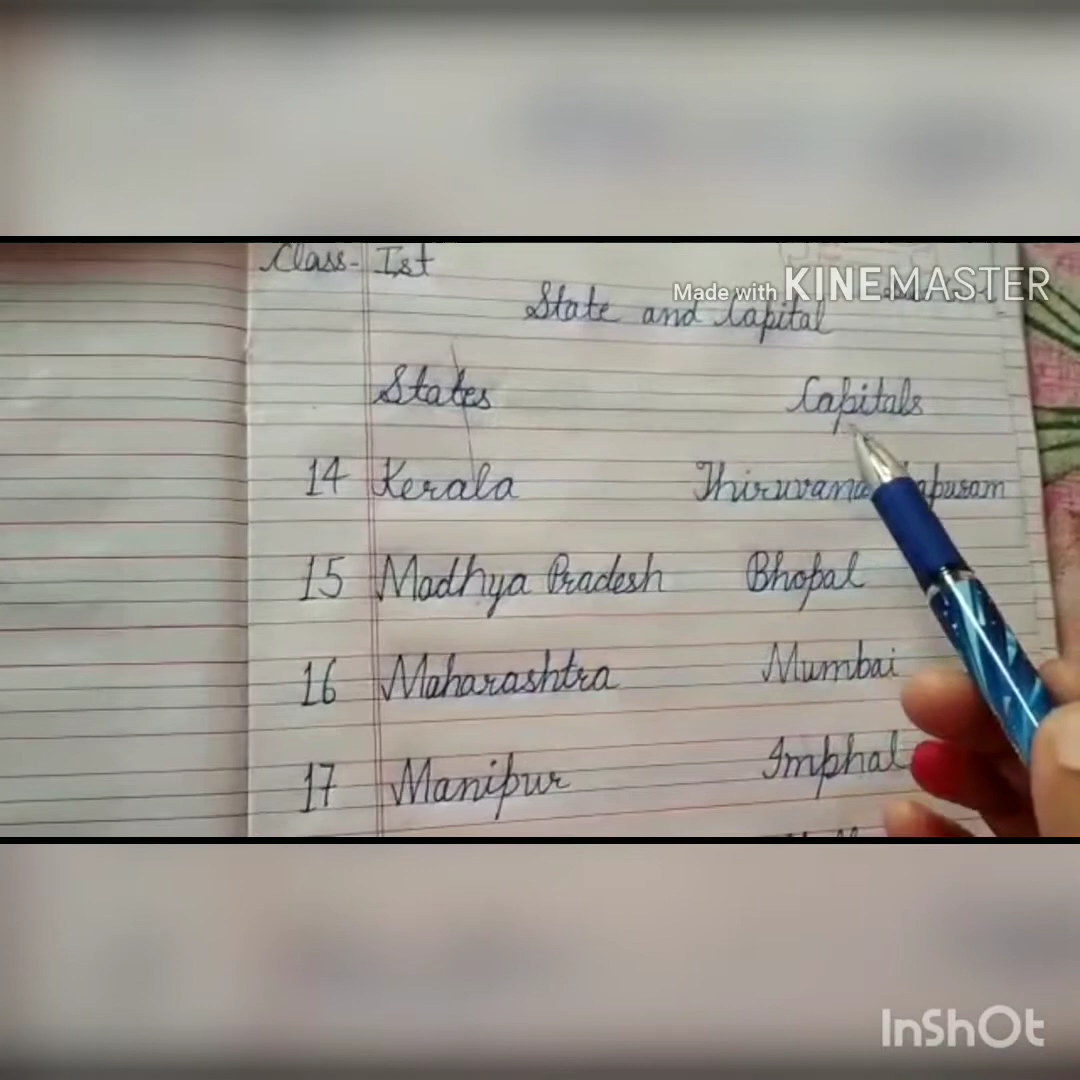 Class- Ist
Made with KINEMASTER
State and Capital
States Capitals
14 Kerala
15 Madhya Pradesh Bhopal
16 Maharashtra Mumbai
17 Manipur Imphal
InShOt